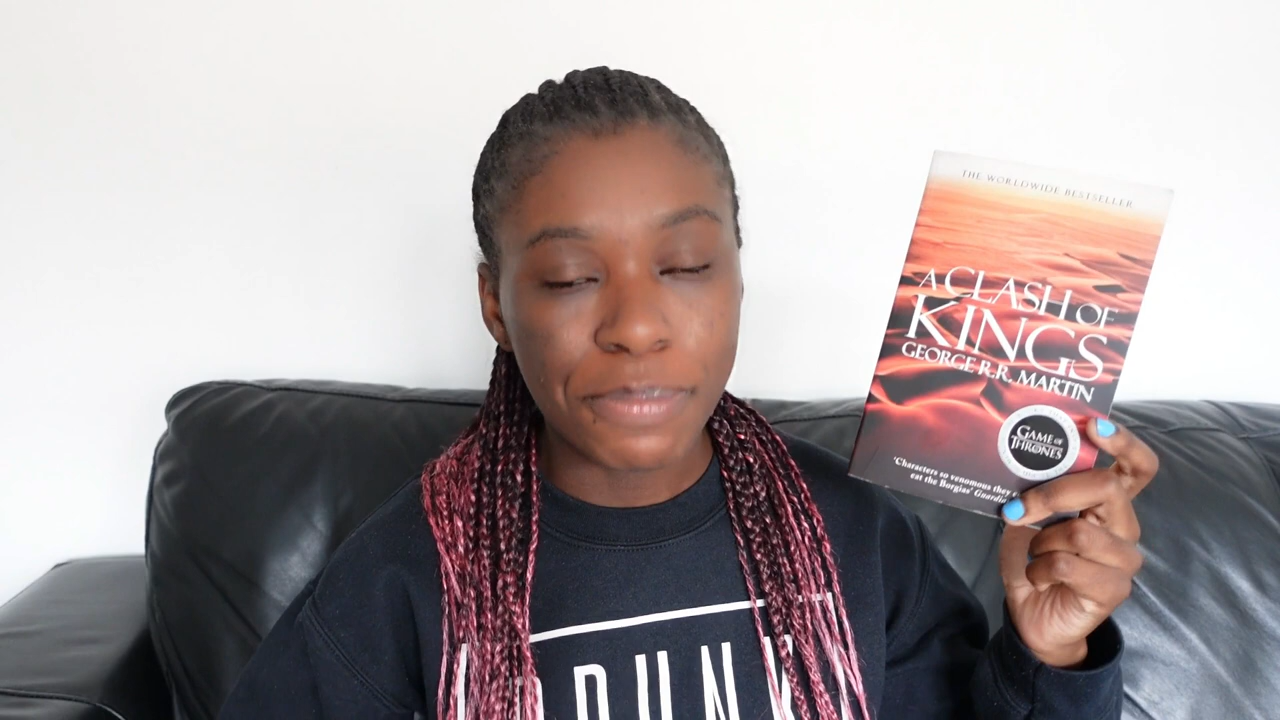 THE WORLDWIDE BESTSELLER
A CLASH OF
KINGS
GEORGE R.R. MARTIN
GAME OF
THRONES
'Characters so venomous they
eat the Borgias' Guardian
DRUNK